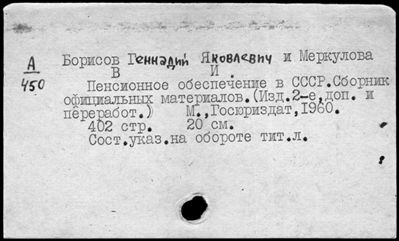 А
450
Борисов Геннадий Яковлевич и Меркулова
В И .
Пенсионное обеспечение в СССР.Сборник
официальных материалов.(Изд.2-е,доп. и
переработ.) М.,Госюриздат,1960.
402 стр. 20 см.
Сост.указ.на обороте тит.л.